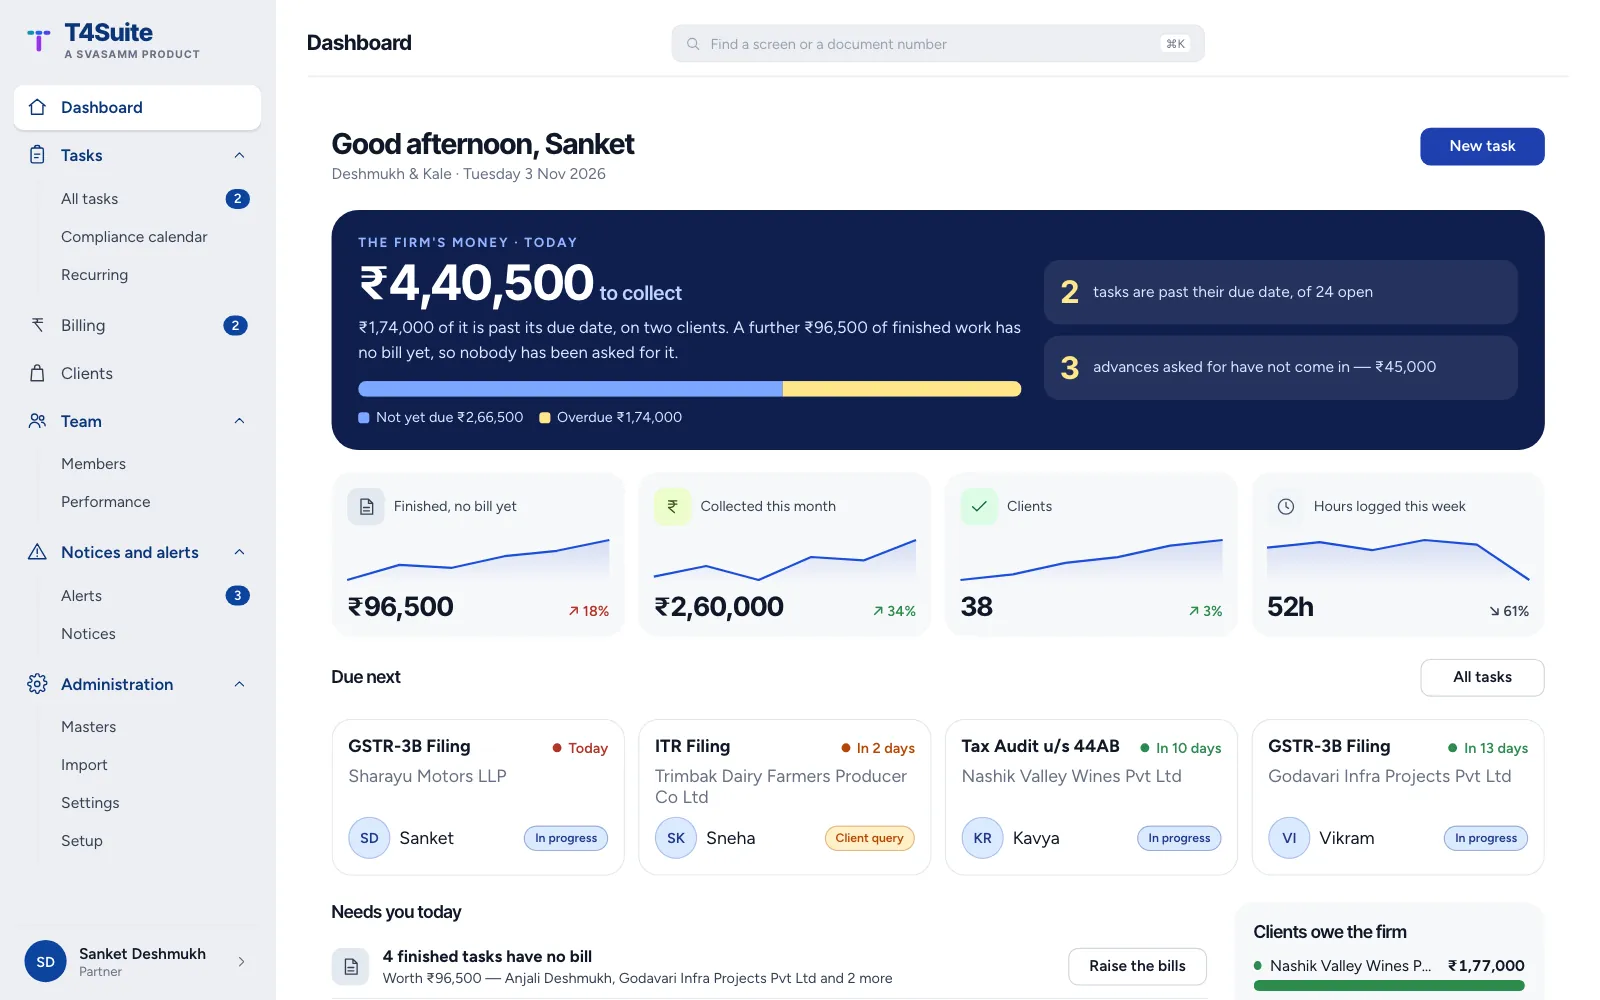 T4Suite
A SVASAMM PRODUCT
Dashboard
Tasks
All tasks 2
Compliance calendar
Recurring
Billing 2
Clients
Team
Members
Performance
Notices and alerts
Alerts 3
Notices
Administration
Masters
Import
Settings
Setup
SD Sanket Deshmukh
Partner
Dashboard
Find a screen or a document number ⌘K
Good afternoon, Sanket
Deshmukh & Kale · Tuesday 3 Nov 2026
New task
THE FIRM'S MONEY · TODAY
₹4,40,500 to collect
₹1,74,000 of it is past its due date, on two clients. A further ₹96,500 of finished work has
no bill yet, so nobody has been asked for it.
Not yet due ₹2,66,500 Overdue ₹1,74,000
2 tasks are past their due date, of 24 open
3 advances asked for have not come in — ₹45,000
Finished, no bill yet
₹96,500 18%
Collected this month
₹2,60,000 34%
Clients
38 3%
Hours logged this week
52h 61%
Due next
All tasks
GSTR-3B Filing Today
Sharayu Motors LLP
SD Sanket In progress
ITR Filing In 2 days
Trimbak Dairy Farmers Producer
Co Ltd
SK Sneha Client query
Tax Audit u/s 44AB In 10 days
Nashik Valley Wines Pvt Ltd
KR Kavya In progress
GSTR-3B Filing In 13 days
Godavari Infra Projects Pvt Ltd
VI Vikram In progress
Needs you today
4 finished tasks have no bill
Worth ₹96,500 — Anjali Deshmukh, Godavari Infra Projects Pvt Ltd and 2 more
Raise the bills
Clients owe the firm
Nashik Valley Wines P... ₹1,77,000